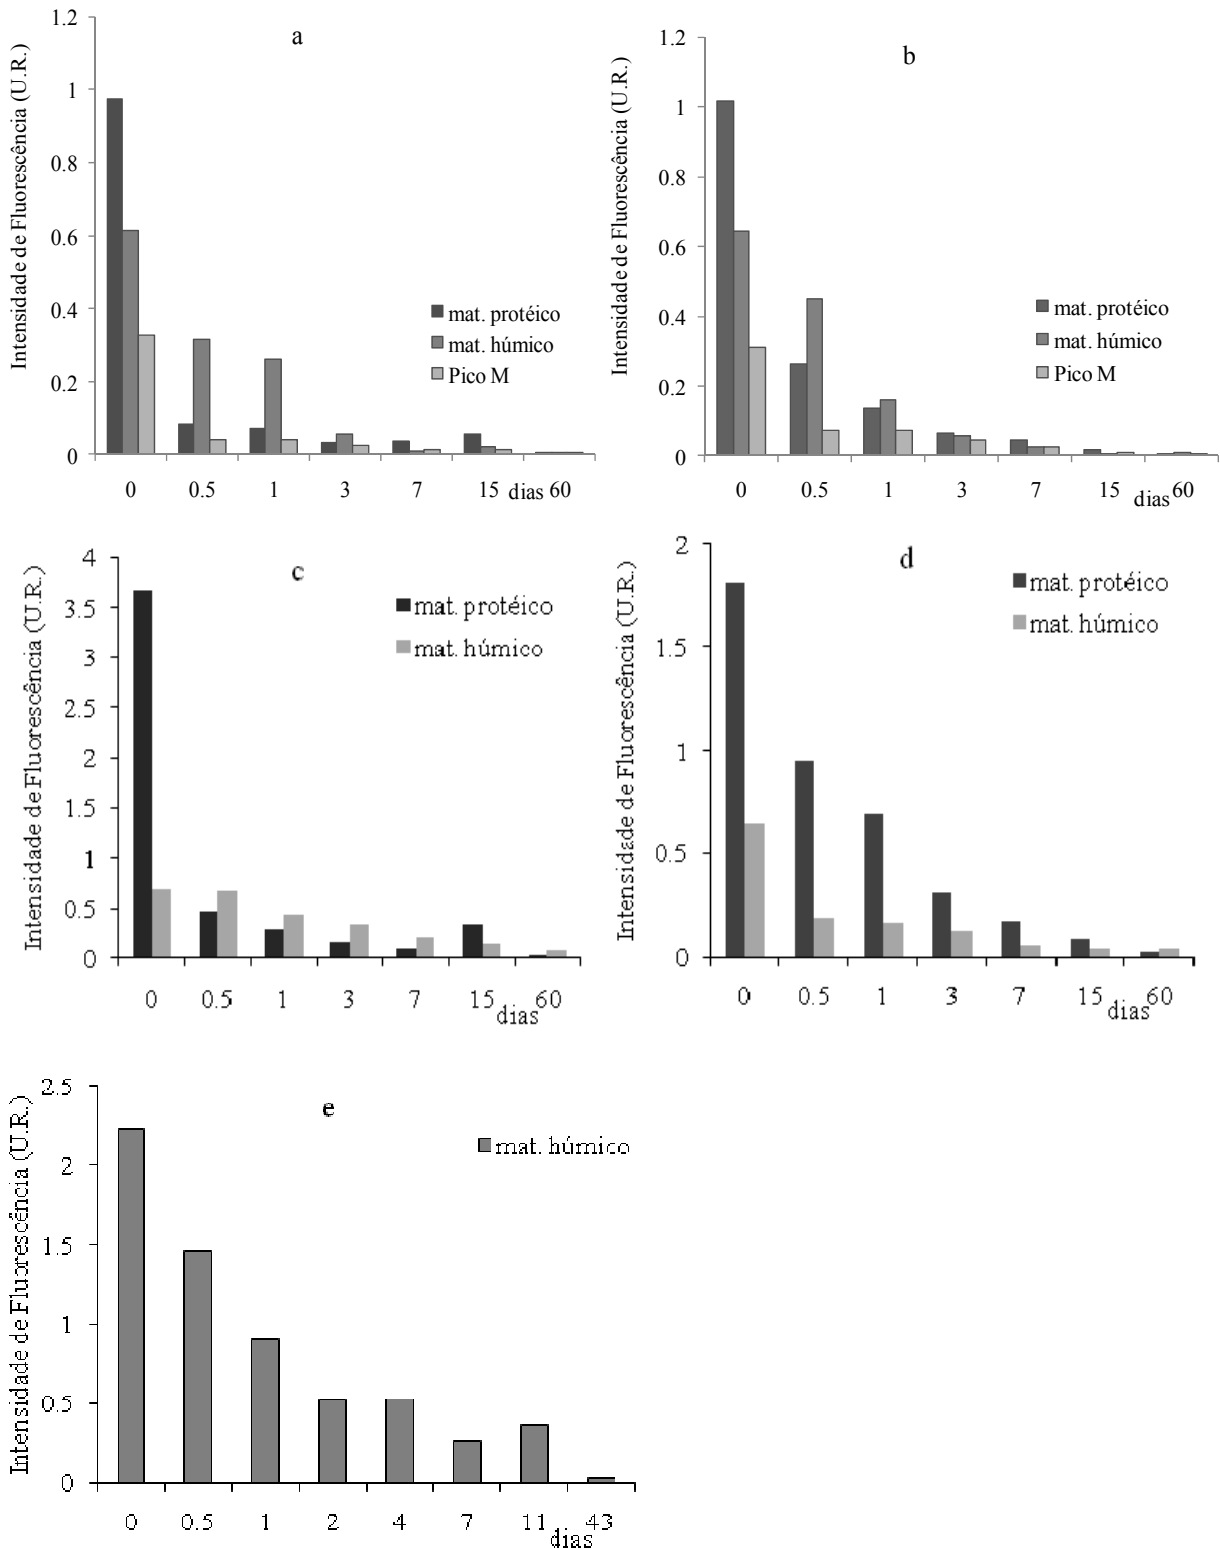 a
Intensidade de Fluorescência (U.R.)
1.2
1
0.8
0.6
0.4
0.2
0
mat. protéico
mat. húmico
Pico M
0 0.5 1 3 7 15 dias 60
b
Intensidade de Fluorescência (U.R.)
1.2
1
0.8
0.6
0.4
0.2
0
mat. protéico
mat. húmico
Pico M
0 0.5 1 3 7 15 dias 60
c
Intensidade de Fluorescência (U.R.)
4
3.5
3
2.5
2
1.5
1
0.5
0
mat. protéico
mat. húmico
0 0.5 1 3 7 15 dias 60
d
Intensidade de Fluorescência (U.R.)
2
1.5
1
0.5
0
mat. protéico
mat. húmico
0 0.5 1 3 7 15 dias 60
e
Intensidade de Fluorescência (U.R.)
2.5
2
1.5
1
0.5
0
mat. húmico
0 0.5 1 2 4 7 11 dias 43